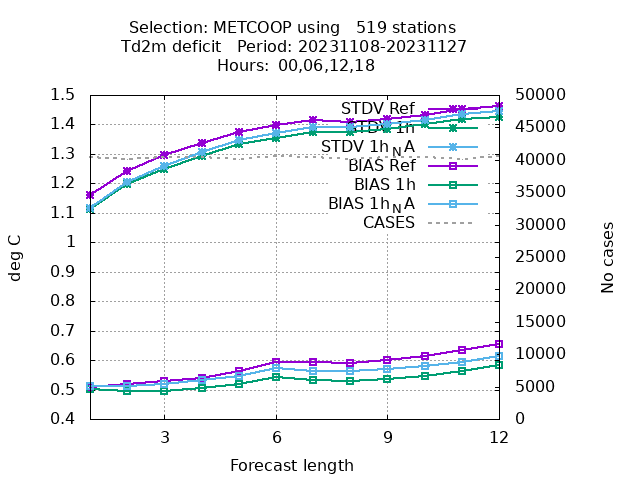 Selection: METCOOP using 519 stations
Td2m deficit Period: 20231108-20231127
Hours: 00,06,12,18
1.5
1.4
1.3
1.2
1.1
1
0.9
0.8
0.7
0.6
0.5
0.4
deg C
STDV Ref
STDV 1h
STDV 1h_NA
BIAS Ref
BIAS 1h
BIAS 1h_NA
CASES
50000
45000
40000
35000
30000
25000
20000
15000
10000
5000
0
No cases
3 6 9 12
Forecast length